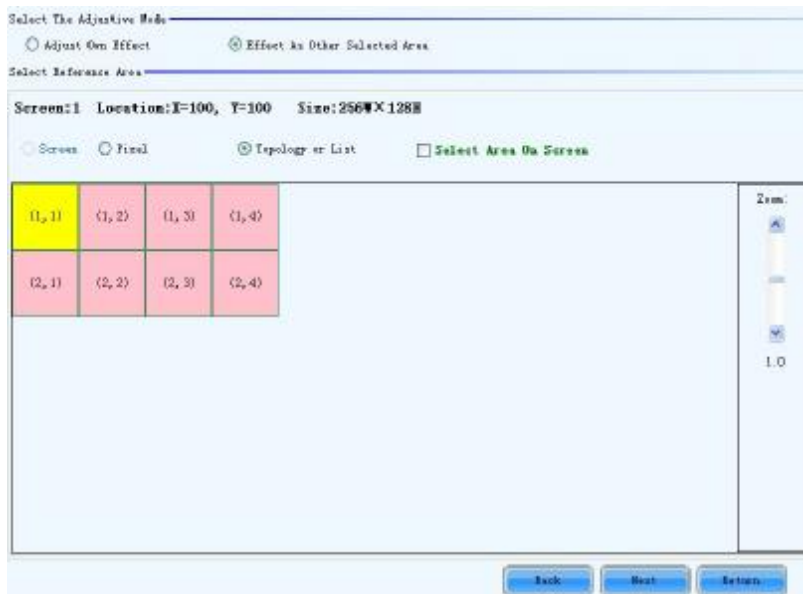 Select The Adjustive Mode
Adjust Own Effect Effect As Other Selected Area
Select Reference Area
Screen:1 Location:X=100, Y=100 Size:256W×128H
Screen Pixel Topology or List Select Area On Screen
(1, 1) (1, 2) (1, 3) (1, 4) Zoom:
(2, 1) (2, 2) (2, 3) (2, 4)
1.0
Back Next Return